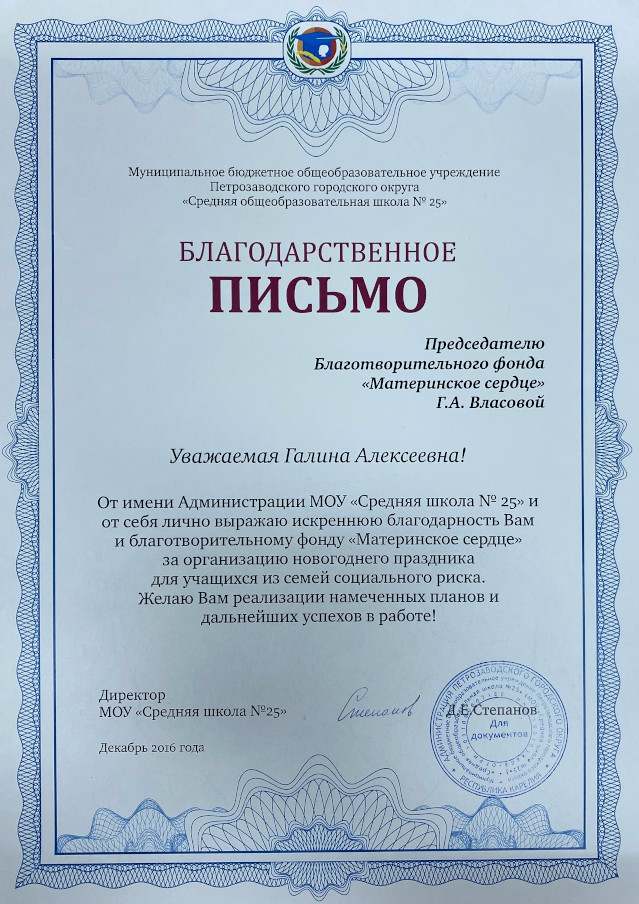 Муниципальное бюджетное общеобразовательное учреждение
Петрозаводского городского округа
«Средняя общеобразовательная школа № 25»
БЛАГОДАРСТВЕННОЕ
ПИСЬМО
Председателю
Благотворительного фонда
«Материнское сердце»
Г.А. Власовой
Уважаемая Галина Алексеевна!
От имени Администрации МОУ «Средняя школа № 25» и
от себя лично выражаю искреннюю благодарность Вам
и благотворительному фонду «Материнское сердце»
за организацию новогоднего праздника
для учащихся из семей социального риска.
Желаю Вам реализации намеченных планов и
дальнейших успехов в работе!
Директор
МОУ «Средняя школа №25»
Степанов
Д.Е.Степанов
Декабрь 2016 года
АДМИНИСТРАЦИЯ ПЕТРОЗАВОДСКОГО ГОРОДСКОГО ОКРУГА
РЕСПУБЛИКА КАРЕЛИЯ
Для
документов